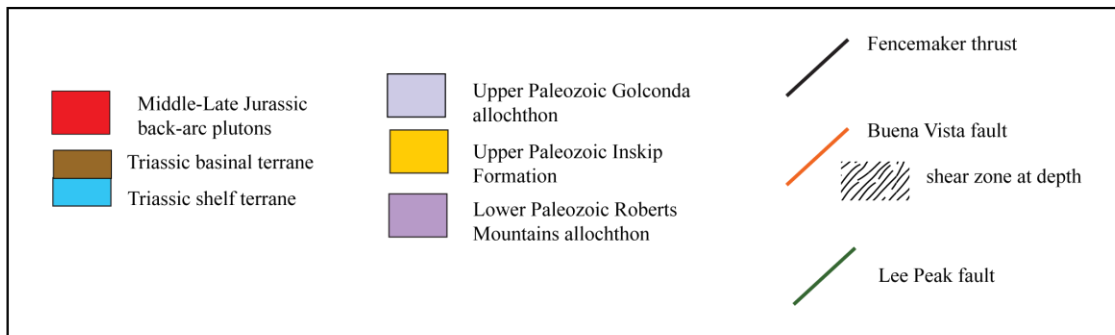 Middle-Late Jurassic
back-arc plutons
Triassic basinal terrane
Triassic shelf terrane
Upper Paleozoic Golconda
allochthon
Upper Paleozoic Inskip
Formation
Lower Paleozoic Roberts
Mountains allochthon
Fencemaker thrust
Buena Vista fault
shear zone at depth
Lee Peak fault